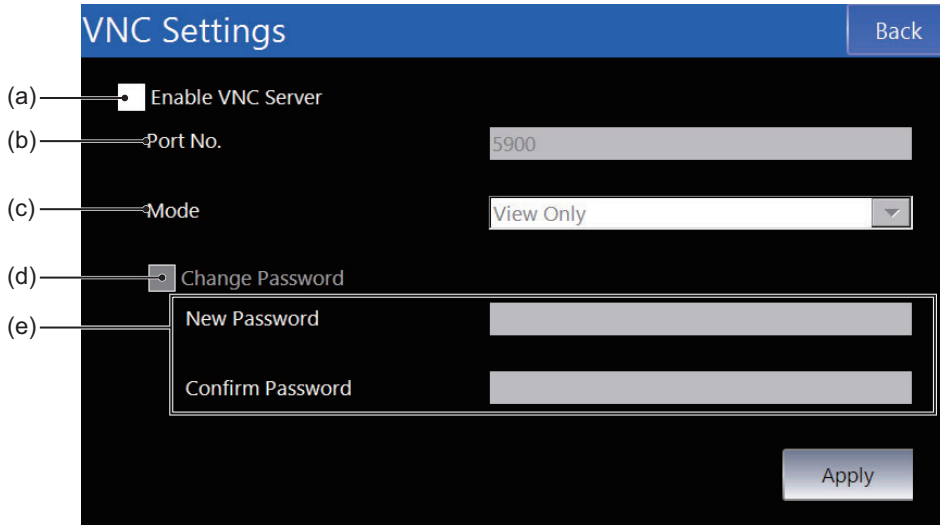 VNC Settings
Back
(a)
Enable VNC Server
(b)
Port No.
5900
(c)
Mode
View Only
(d)
Change Password
(e)
New Password
Confirm Password
Apply